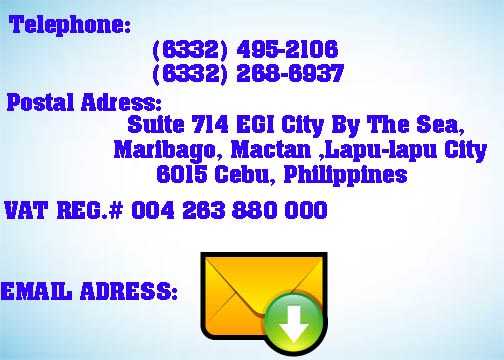 Telephone:
(6332) 495-2106
(6332) 268-6937
Postal Adress:
Suite 714 EGI City By The Sea,
Maribago, Mactan ,Lapu-lapu City
6015 Cebu, Philippines
VAT REG.# 004 263 880 000
EMAIL ADRESS: